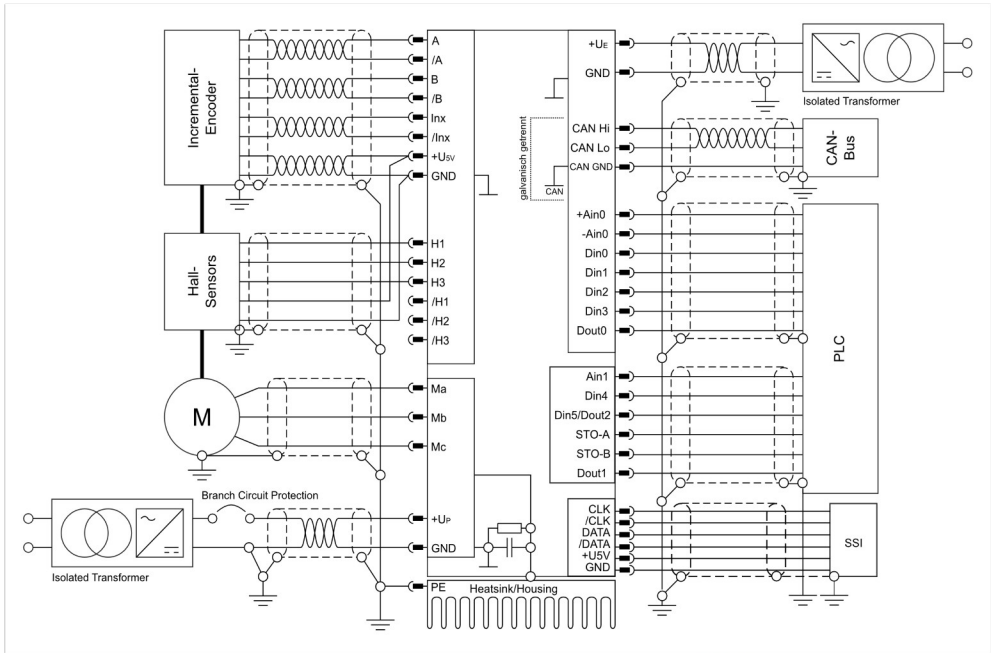 Incremental-
Encoder
A
/A
B
/B
Inx
/Inx
+U5V
GND
Hall-
Sensors
H1
H2
H3
/H1
/H2
/H3
M
Ma
Mb
Mc
Branch Circuit Protection
+UP
GND
Isolated Transformer
PE
Heatsink/Housing
+UE
GND
Isolated Transformer
galvanisch getrennt
CAN Hi
CAN Lo
CAN GND
CAN
CAN-
Bus
+Ain0
-Ain0
Din0
Din1
Din2
Din3
Dout0
PLC
Ain1
Din4
Din5/Dout2
STO-A
STO-B
Dout1
CLK
/CLK
DATA
/DATA
+U5V
GND
SSI